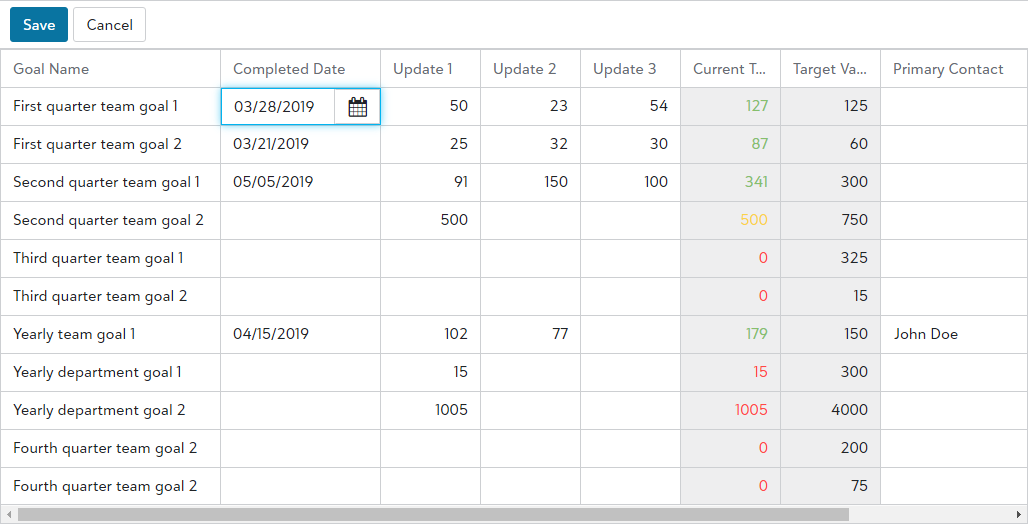 Save Cancel
Goal Name Completed Date Update 1 Update 2 Update 3 Current T... Target Va... Primary Contact
First quarter team goal 1 03/28/2019 50 23 54 127 125
First quarter team goal 2 03/21/2019 25 32 30 87 60
Second quarter team goal 1 05/05/2019 91 150 100 341 300
Second quarter team goal 2 500 500 750
Third quarter team goal 1 0 325
Third quarter team goal 2 0 15
Yearly team goal 1 04/15/2019 102 77 179 150 John Doe
Yearly department goal 1 15 15 300
Yearly department goal 2 1005 1005 4000
Fourth quarter team goal 2 0 200
Fourth quarter team goal 2 0 75